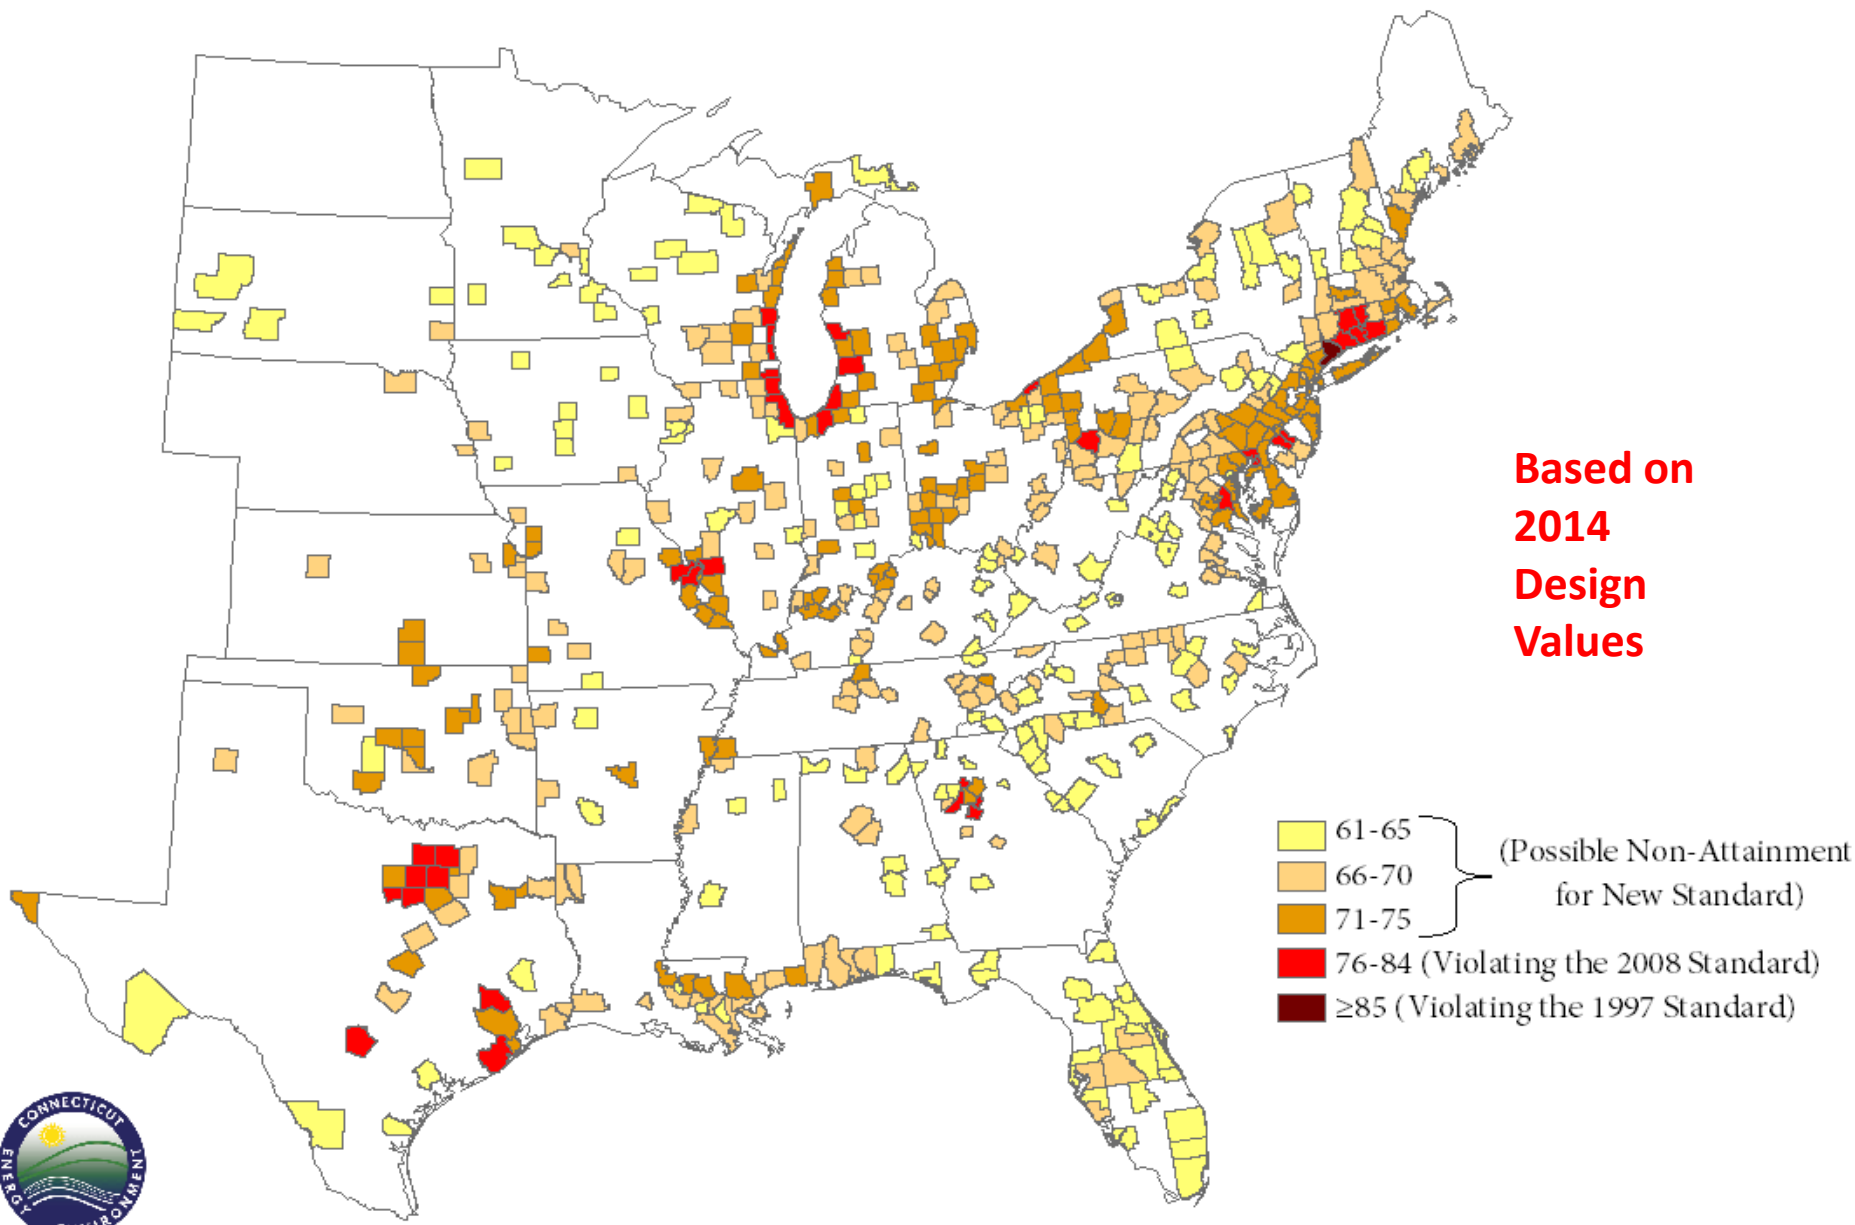 Based on
2014
Design
Values
61-65
66-70
71-75
(Possible Non-Attainment
for New Standard)
76-84 (Violating the 2008 Standard)
≥85 (Violating the 1997 Standard)
CONNECTICUT
ENERGY
ENVIRONMENT